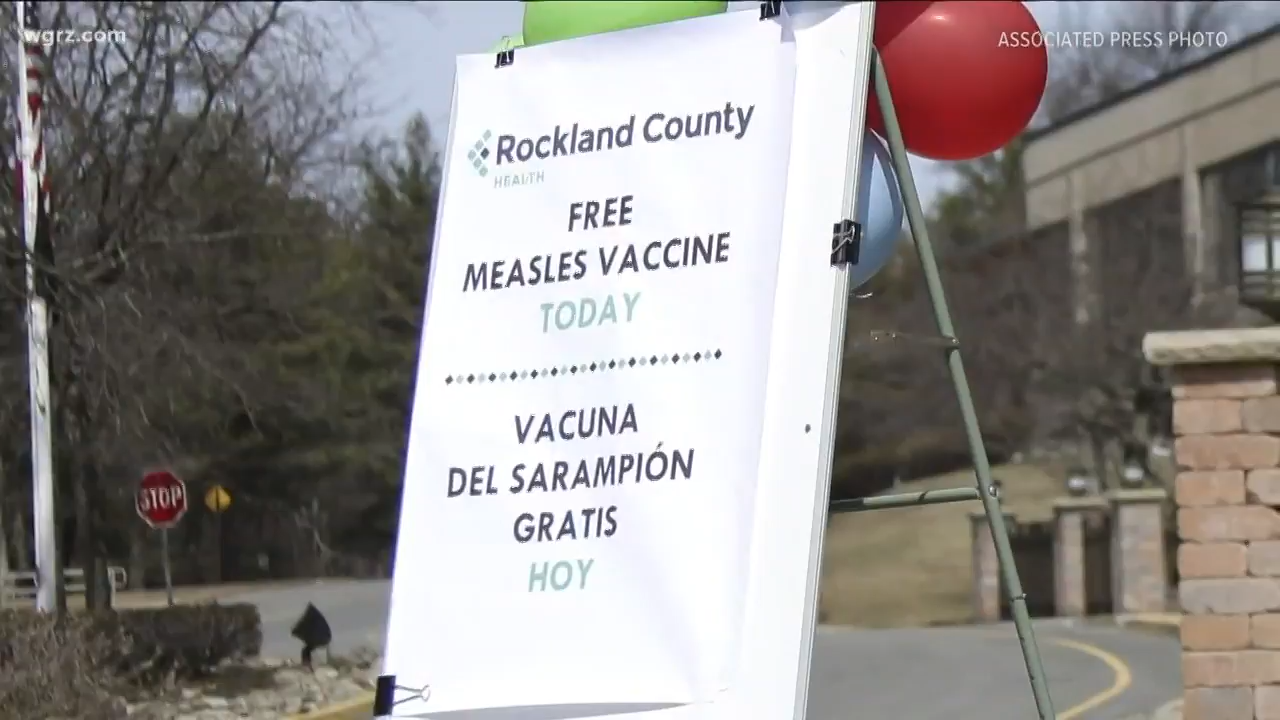 wgrz.com
ASSOCIATED PRESS PHOTO
Rockland County
HEALTH
FREE
MEASLES VACCINE
TODAY
VACUNA
DEL SARAMPIÓN
GRATIS
HOY
STOP